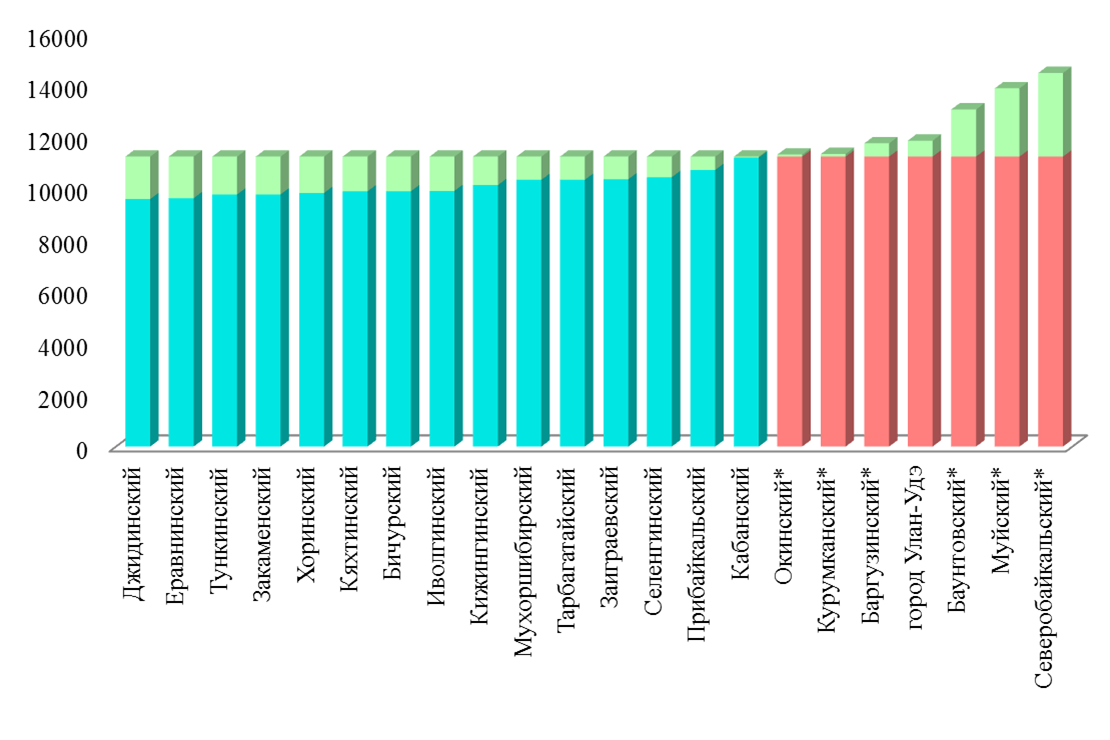 16000
14000
12000
10000
8000
6000
4000
2000
0
Джидинский
Еравнинский
Тункинский
Закаменский
Хоринский
Кяхтинский
Бичурский
Иволгинский
Кижингинский
Мухоршибирский
Тарбагатайский
Заиграевский
Селенгинский
Прибайкальский
Кабанский
Окинский*
Курумканский*
Баргузинский*
город Улан-Удэ
Баунтовский*
Муйский*
Северобайкальский*